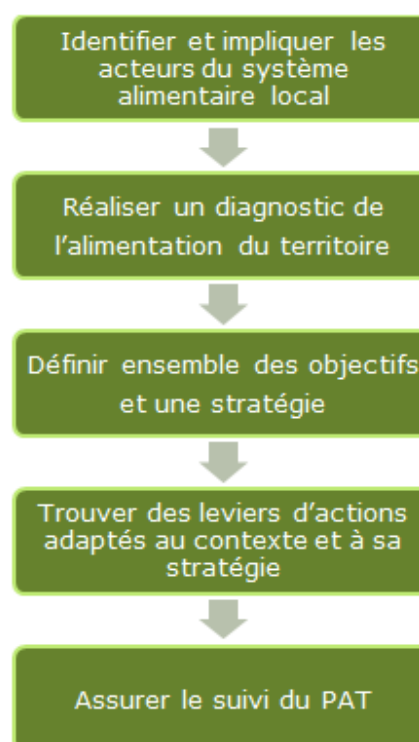 Identifier et impliquer les
acteurs du système
alimentaire local
Réaliser un diagnostic de
l'alimentation du territoire
Définir ensemble des objectifs
et une stratégie
Trouver des leviers d'actions
adaptés au contexte et à sa
stratégie
Assurer le suivi du PAT